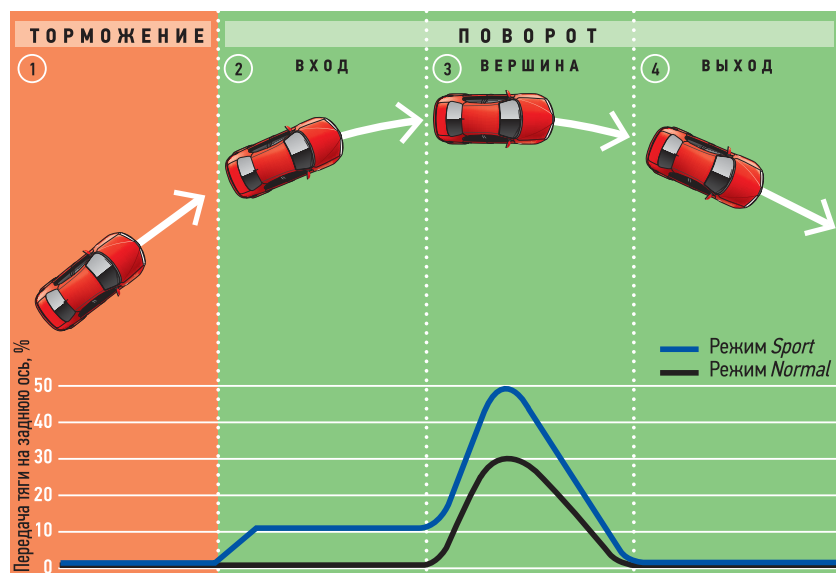 ТОРМОЖЕНИЕ
ПОВОРОТ
1
2 ВХОД
3 ВЕРШИНА
4 ВЫХОД
Режим Sport
Режим Normal
Передача тяги на заднюю ось, %
50
40
30
20
10
0